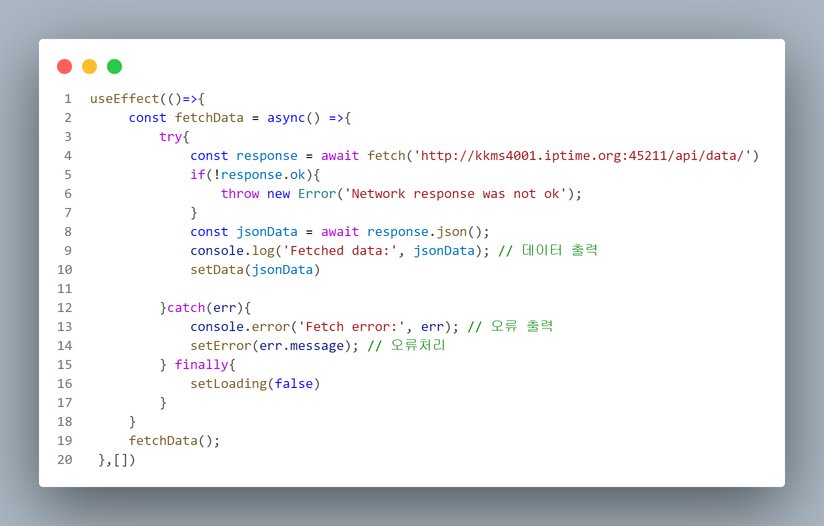 1 useEffect(()=>{
2 const fetchData = async() =>{
3 try{
4 const response = await fetch('http://kkms4001.iptime.org:45211/api/data/')
5 if(!response.ok){
6 throw new Error('Network response was not ok');
7 }
8 const jsonData = await response.json();
9 console.log('Fetched data:', jsonData); // 데이터 출력
10 setData(jsonData)
11
12 }catch(err){
13 console.error('Fetch error:', err); // 오류 출력
14 setError(err.message); // 오류처리
15 } finally{
16 setLoading(false)
17 }
18 }
19 fetchData();
20 },[])